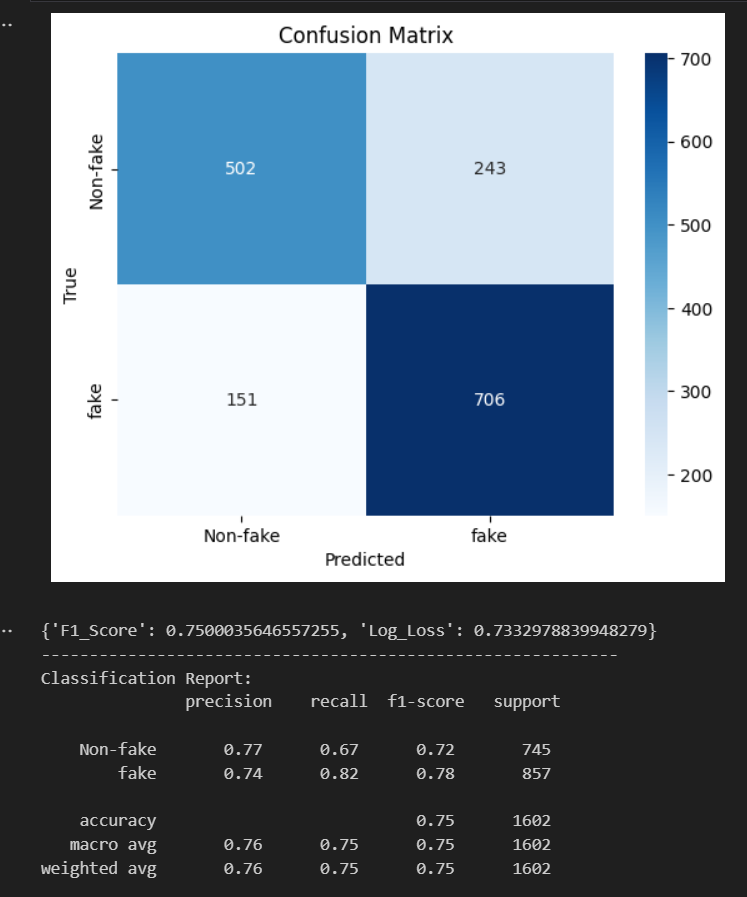 Confusion Matrix
Non-fake
fake
True
502 243
151 706
Non-fake fake
Predicted
700
600
500
400
300
200
{'F1_Score': 0.7500035646557255, 'Log_Loss': 0.7332978839948279}
------------------------------------------------------------
Classification Report:
precision recall f1-score support
Non-fake 0.77 0.67 0.72 745
fake 0.74 0.82 0.78 857
accuracy 0.75 1602
macro avg 0.76 0.75 0.75 1602
weighted avg 0.76 0.75 0.75 1602